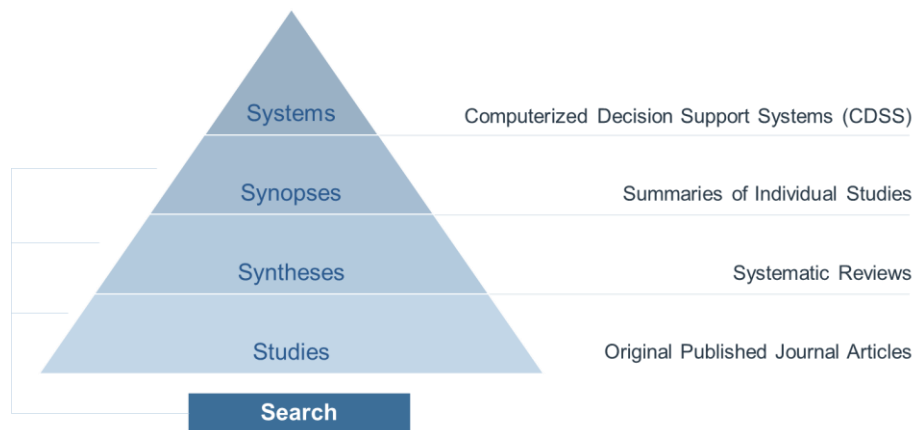 Systems
Computerized Decision Support Systems (CDSS)
Synopses
Summaries of Individual Studies
Syntheses
Systematic Reviews
Studies
Original Published Journal Articles
Search